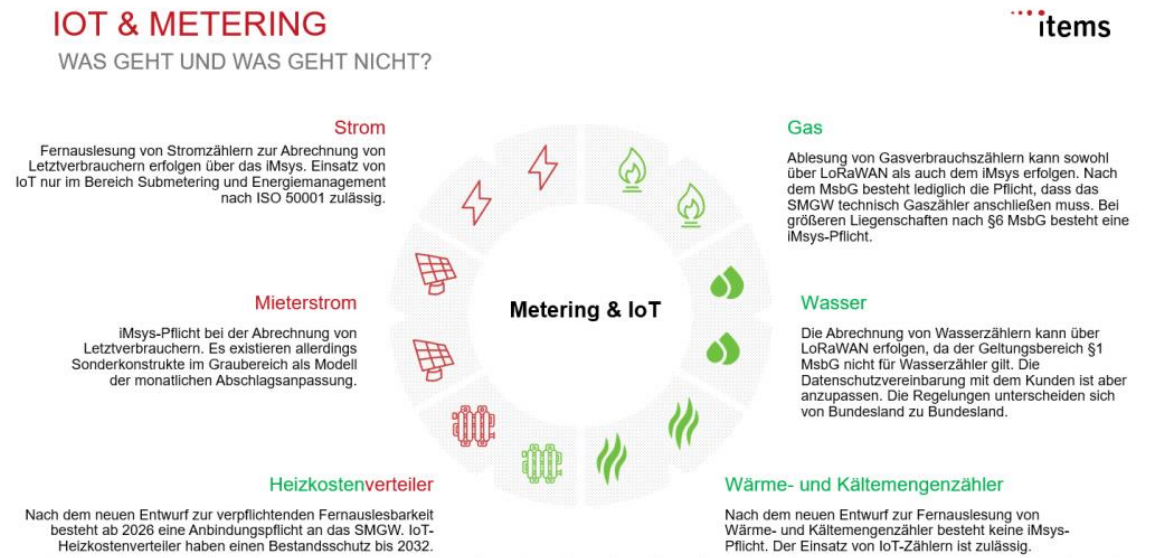 IOT & METERING
items
WAS GEHT UND WAS GEHT NICHT?
Strom
Fernauslesung von Stromzählern zur Abrechnung von
Letztverbrauchern erfolgen über das iMsys. Einsatz von
IoT nur im Bereich Submetering und Energiemanagement
nach ISO 50001 zulässig.
Gas
Ablesung von Gasverbrauchszählern kann sowohl
über LoRaWAN als auch dem iMsys erfolgen. Nach
dem MsbG besteht lediglich die Pflicht, dass das
SMGW technisch Gaszähler anschließen muss. Bei
größeren Liegenschaften nach §6 MsbG besteht eine
iMsys-Pflicht.
Metering & IoT
Mieterstrom
iMsys-Pflicht bei der Abrechnung von
Letztverbrauchern. Es existieren allerdings
Sonderkonstrukte im Graubereich als Modell
der monatlichen Abschlagsanpassung.
Wasser
Die Abrechnung von Wasserzählern kann über
LoRaWAN erfolgen, da der Geltungsbereich §1
MsbG nicht für Wasserzähler gilt. Die
Datenschutzvereinbarung mit dem Kunden ist aber
anzupassen. Die Regelungen unterscheiden sich
von Bundesland zu Bundesland.
Heizkostenverteiler
Nach dem neuen Entwurf zur verpflichtenden Fernauslesbarkeit
besteht ab 2026 eine Anbindungspflicht an das SMGW. IoT-
Heizkostenverteiler haben einen Bestandsschutz bis 2032.
Wärme- und Kältemengenzähler
Nach dem neuen Entwurf zur Fernauslesung von
Wärme- und Kältemengenzähler besteht keine iMsys-
Pflicht. Der Einsatz von IoT-Zählern ist zulässig.